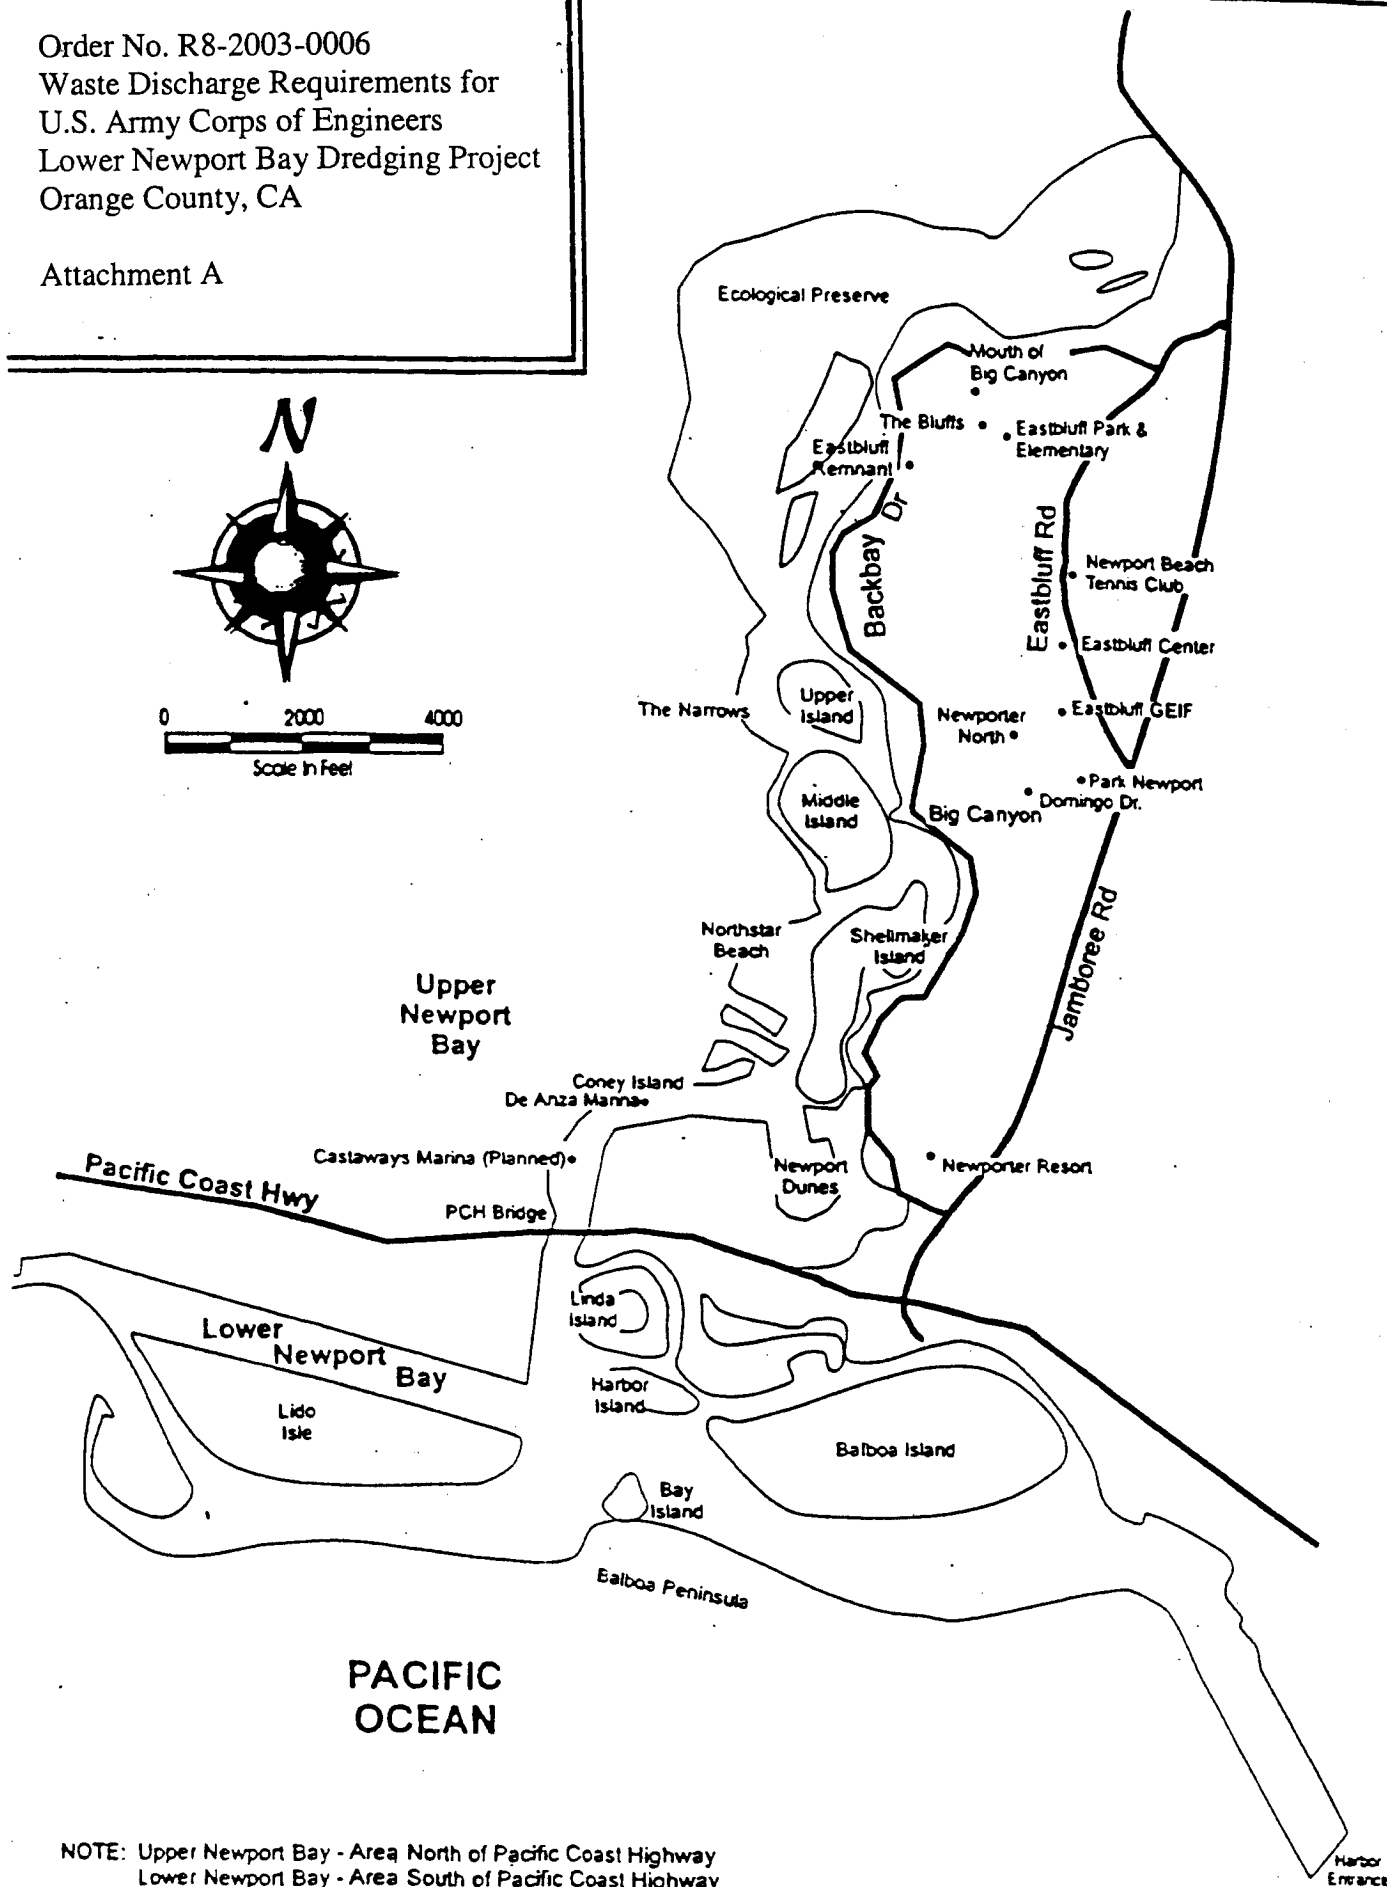 Order No. R8-2003-0006
Waste Discharge Requirements for
U.S. Army Corps of Engineers
Lower Newport Bay Dredging Project
Orange County, CA
Attachment A
N
0 2000 4000
Scale In Feet
Ecological Preserve
Mouth of
Big Canyon
The Bluffs
Eastbluff Park &
Elementary
Eastbluff
Remnant
Backbay Dr
Eastbluff Rd
Newport Beach
Tennis Club
Eastbluff Center
The Narrows
Upper
Island
Newporter
North
Eastbluff GEIF
Park Newport
Domingo Dr.
Middle
Island
Big Canyon
Jamboree Rd
Northstar
Beach
Shellmaker
Island
Upper
Newport
Bay
Coney Island
De Anza Marina
Castaways Marina (Planned)
Newport
Dunes
Newporter Resort
Pacific Coast Hwy
PCH Bridge
Linda
Island
Lower
Newport
Bay
Harbor
Island
Lido
Isle
Balboa Island
Bay
Island
Balboa Peninsula
PACIFIC
OCEAN
NOTE: Upper Newport Bay - Area North of Pacific Coast Highway
Lower Newport Bay - Area South of Pacific Coast Highway
Harbor
Entrance